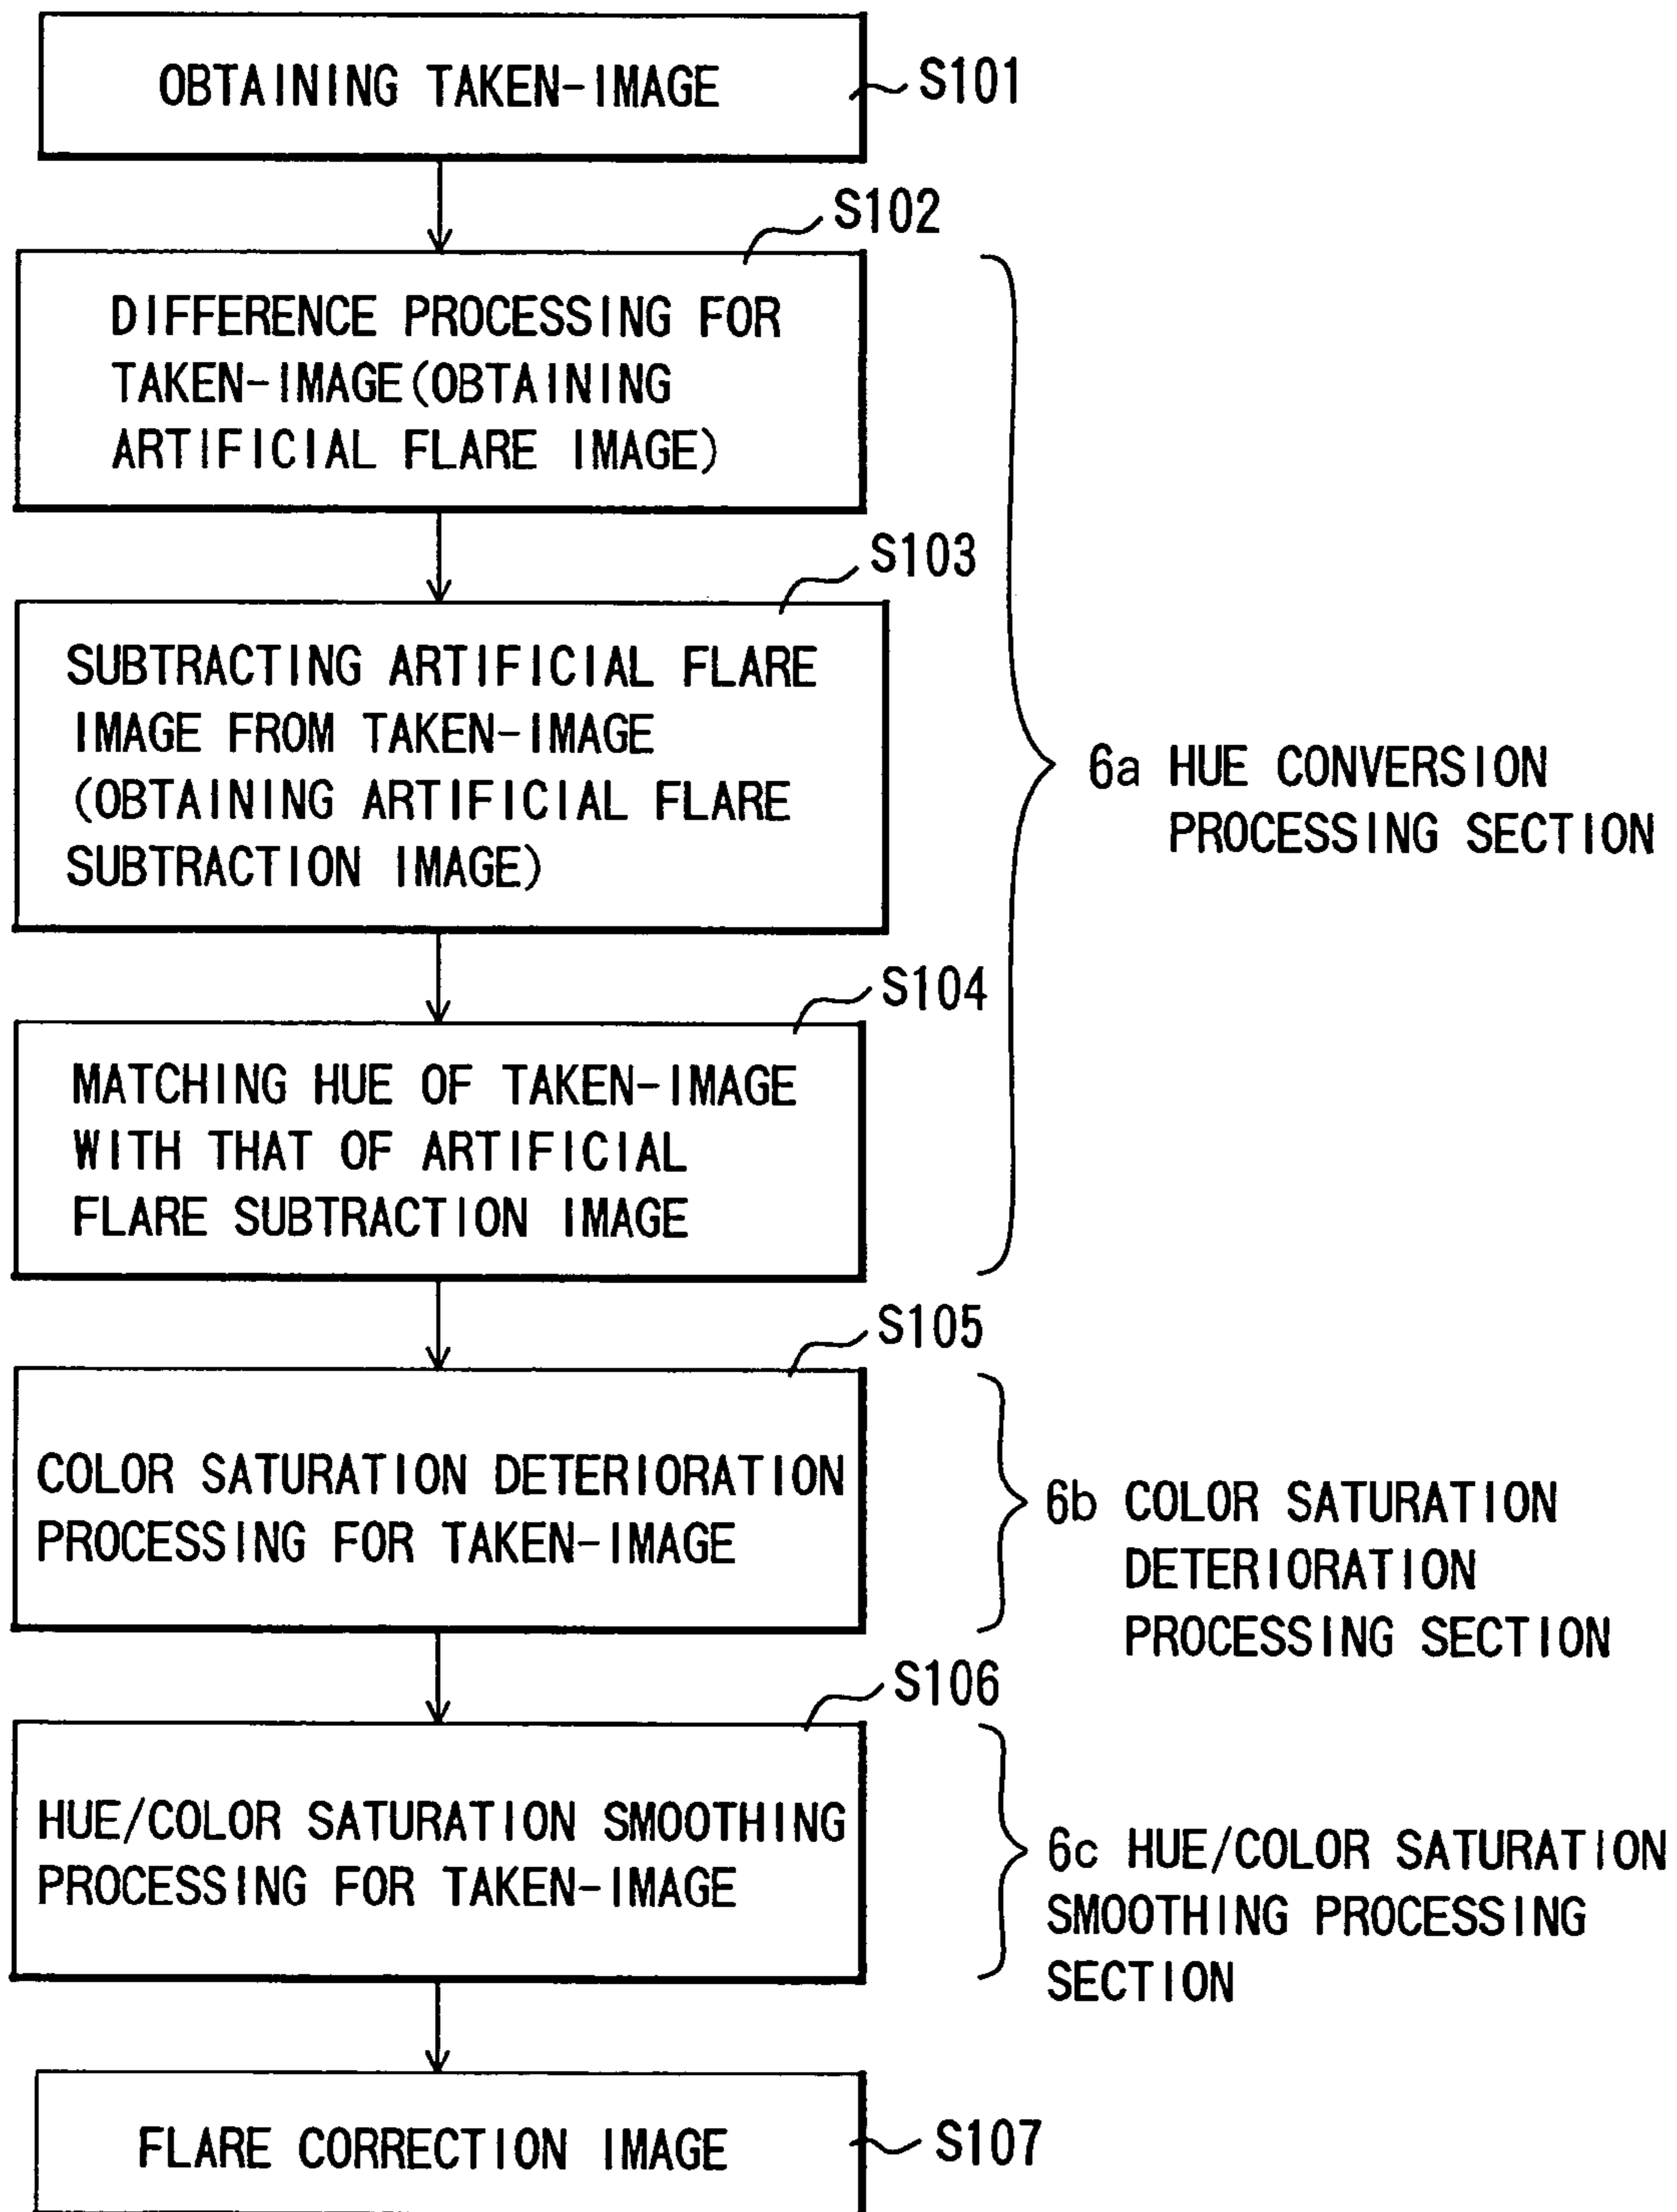 OBTAINING TAKEN-IMAGE
S101
S102
DIFFERENCE PROCESSING FOR
TAKEN-IMAGE(OBTAINING
ARTIFICIAL FLARE IMAGE)
S103
SUBTRACTING ARTIFICIAL FLARE
IMAGE FROM TAKEN-IMAGE
(OBTAINING ARTIFICIAL FLARE
SUBTRACTION IMAGE)
6a HUE CONVERSION
PROCESSING SECTION
S104
MATCHING HUE OF TAKEN-IMAGE
WITH THAT OF ARTIFICIAL
FLARE SUBTRACTION IMAGE
S105
COLOR SATURATION DETERIORATION
PROCESSING FOR TAKEN-IMAGE
6b COLOR SATURATION
DETERIORATION
PROCESSING SECTION
S106
HUE/COLOR SATURATION SMOOTHING
PROCESSING FOR TAKEN-IMAGE
6c HUE/COLOR SATURATION
SMOOTHING PROCESSING
SECTION
FLARE CORRECTION IMAGE
S107